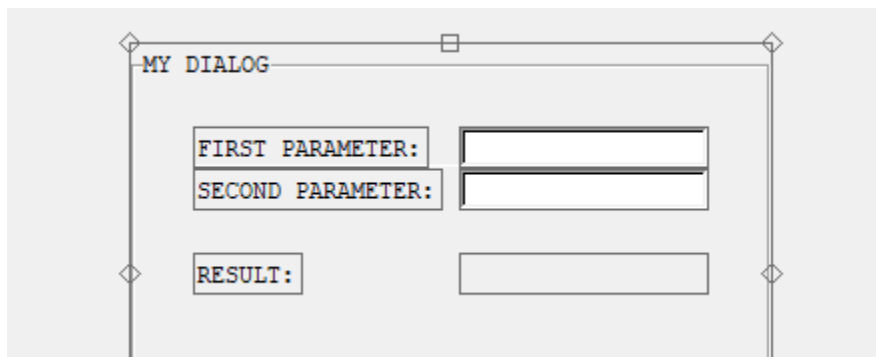 MY DIALOG
FIRST PARAMETER:
SECOND PARAMETER:
RESULT: